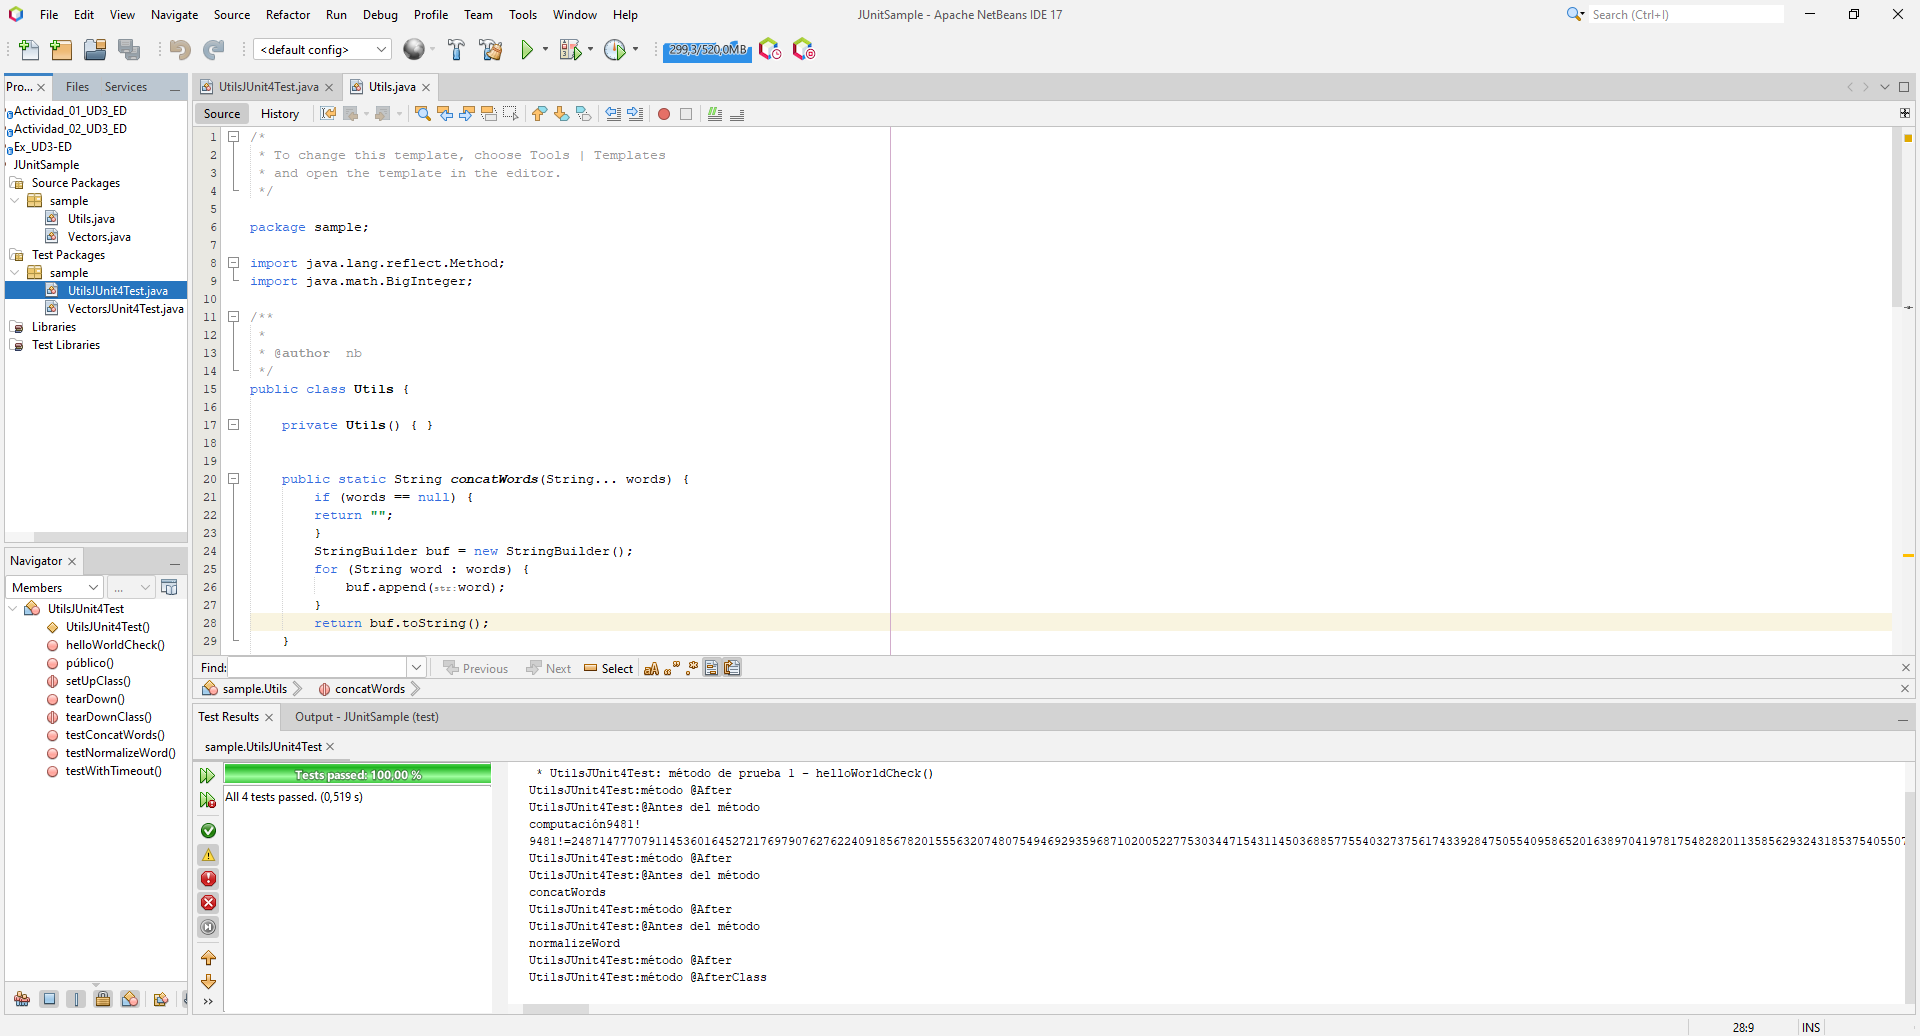 File Edit View Navigate Source Refactor Run Debug Profile Team Tools Window Help
JUnitSample - Apache NetBeans IDE 17
Search (Ctrl+I)
<default config>
299,3/520,0MB
Pro... Files Services
UtilsJUnit4Test.java Utils.java
Source History
Actividad_01_UD3_ED
Actividad_02_UD3_ED
Ex_UD3-ED
JUnitSample
Source Packages
sample
Utils.java
Vectors.java
Test Packages
sample
UtilsJUnit4Test.java
VectorsJUnit4Test.java
Libraries
Test Libraries
1 /*
2 * To change this template, choose Tools | Templates
3 * and open the template in the editor.
4 */
5
6 package sample;
7
8 import java.lang.reflect.Method;
9 import java.math.BigInteger;
10
11 /**
12 *
13 * @author nb
14 */
15 public class Utils {
16
17 private Utils() { }
18
19
20 public static String concatWords(String... words) {
21 if (words == null) {
22 return "";
23 }
24 StringBuilder buf = new StringBuilder();
25 for (String word : words) {
26 buf.append(str:word);
27 }
28 return buf.toString();
29 }
Find: Previous Next Select
sample.Utils concatWords
Navigator
Members ...
UtilsJUnit4Test
UtilsJUnit4Test()
helloWorldCheck()
público()
setUpClass()
tearDown()
tearDownClass()
testConcatWords()
testNormalizeWord()
testWithTimeout()
Test Results Output - JUnitSample (test)
sample.UtilsJUnit4Test
Tests passed: 100,00 %
All 4 tests passed. (0,519 s)
* UtilsJUnit4Test: método de prueba 1 - helloWorldCheck()
UtilsJUnit4Test:método @After
UtilsJUnit4Test:@Antes del método
computación9481!
UtilsJUnit4Test:método @After
UtilsJUnit4Test:@Antes del método
concatWords
UtilsJUnit4Test:método @After
UtilsJUnit4Test:@Antes del método
normalizeWord
UtilsJUnit4Test:método @After
UtilsJUnit4Test:método @AfterClass
28:9 INS